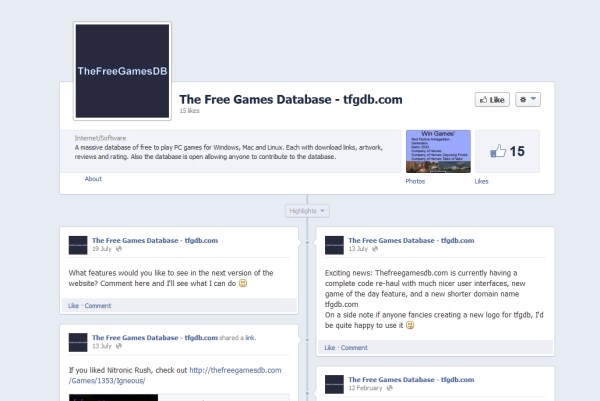 TheFreeGamesDB
The Free Games Database - tfgdb.com
15 likes
Like
Internet/Software
A massive database of free to play PC games for Windows, Mac and Linux. Each with download links, artwork,
reviews and rating. Also the database is open allowing anyone to contribute to the database.
About
Win Games!
Photos
15
Likes
Highlights
The Free Games Database - tfgdb.com
19 July
What features would you like to see in the next version of the
website? Comment here and I'll see what I can do
Like · Comment
The Free Games Database - tfgdb.com shared a link.
13 July
If you liked Nitronic Rush, check out http://thefreegamesdb.com
/Games/1353/Igneous/
The Free Games Database - tfgdb.com
13 July
Exciting news: Thefreegamesdb.com is currently having a
complete code re-haul with much nicer user interfaces, new
game of the day feature, and a new shorter domain name
tfgdb.com
On a side note if anyone fancies creating a new logo for tfgdb, I'd
be quite happy to use it
Like · Comment
The Free Games Database - tfgdb.com
12 February